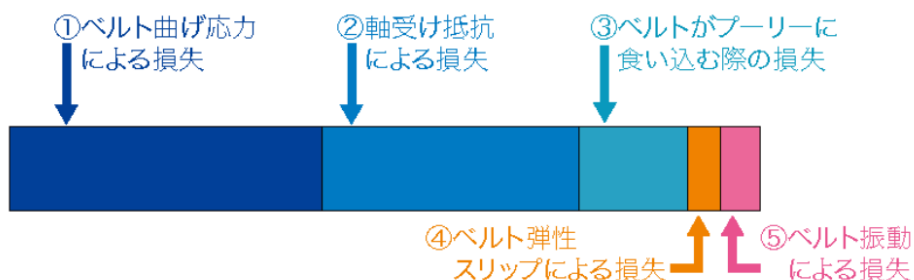 ①ベルト曲げ応力
による損失
②軸受け抵抗
による損失
③ベルトがプーリーに
食い込む際の損失
④ベルト弾性
スリップによる損失
⑤ベルト振動
による損失